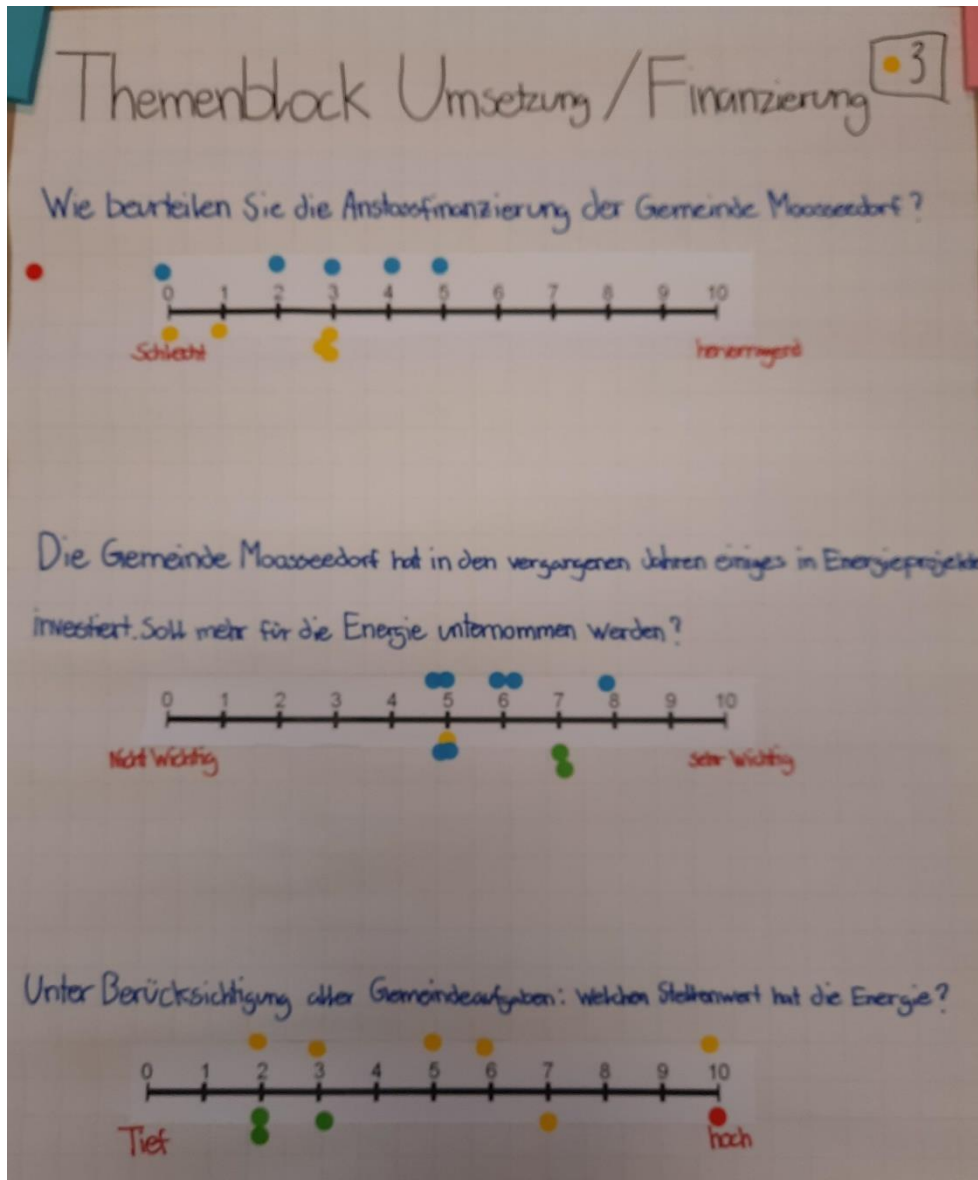 Themenblock Umsetzung / Finanzierung
3
Wie beurteilen Sie die Anstossfinanzierung der Gemeinde Moosseedorf?
0 1 2 3 4 5 6 7 8 9 10
Schlecht hervorragend
Die Gemeinde Moosseedorf hat in den vergangenen Jahren einiges in Energieprojekte
investiert. Soll mehr für die Energie unternommen werden?
0 1 2 3 4 5 6 7 8 9 10
Nicht Wichtig Sehr Wichtig
Unter Berücksichtigung aller Gemeindeaufgaben: Welchen Stellenwert hat die Energie?
0 1 2 3 4 5 6 7 8 9 10
Tief hoch